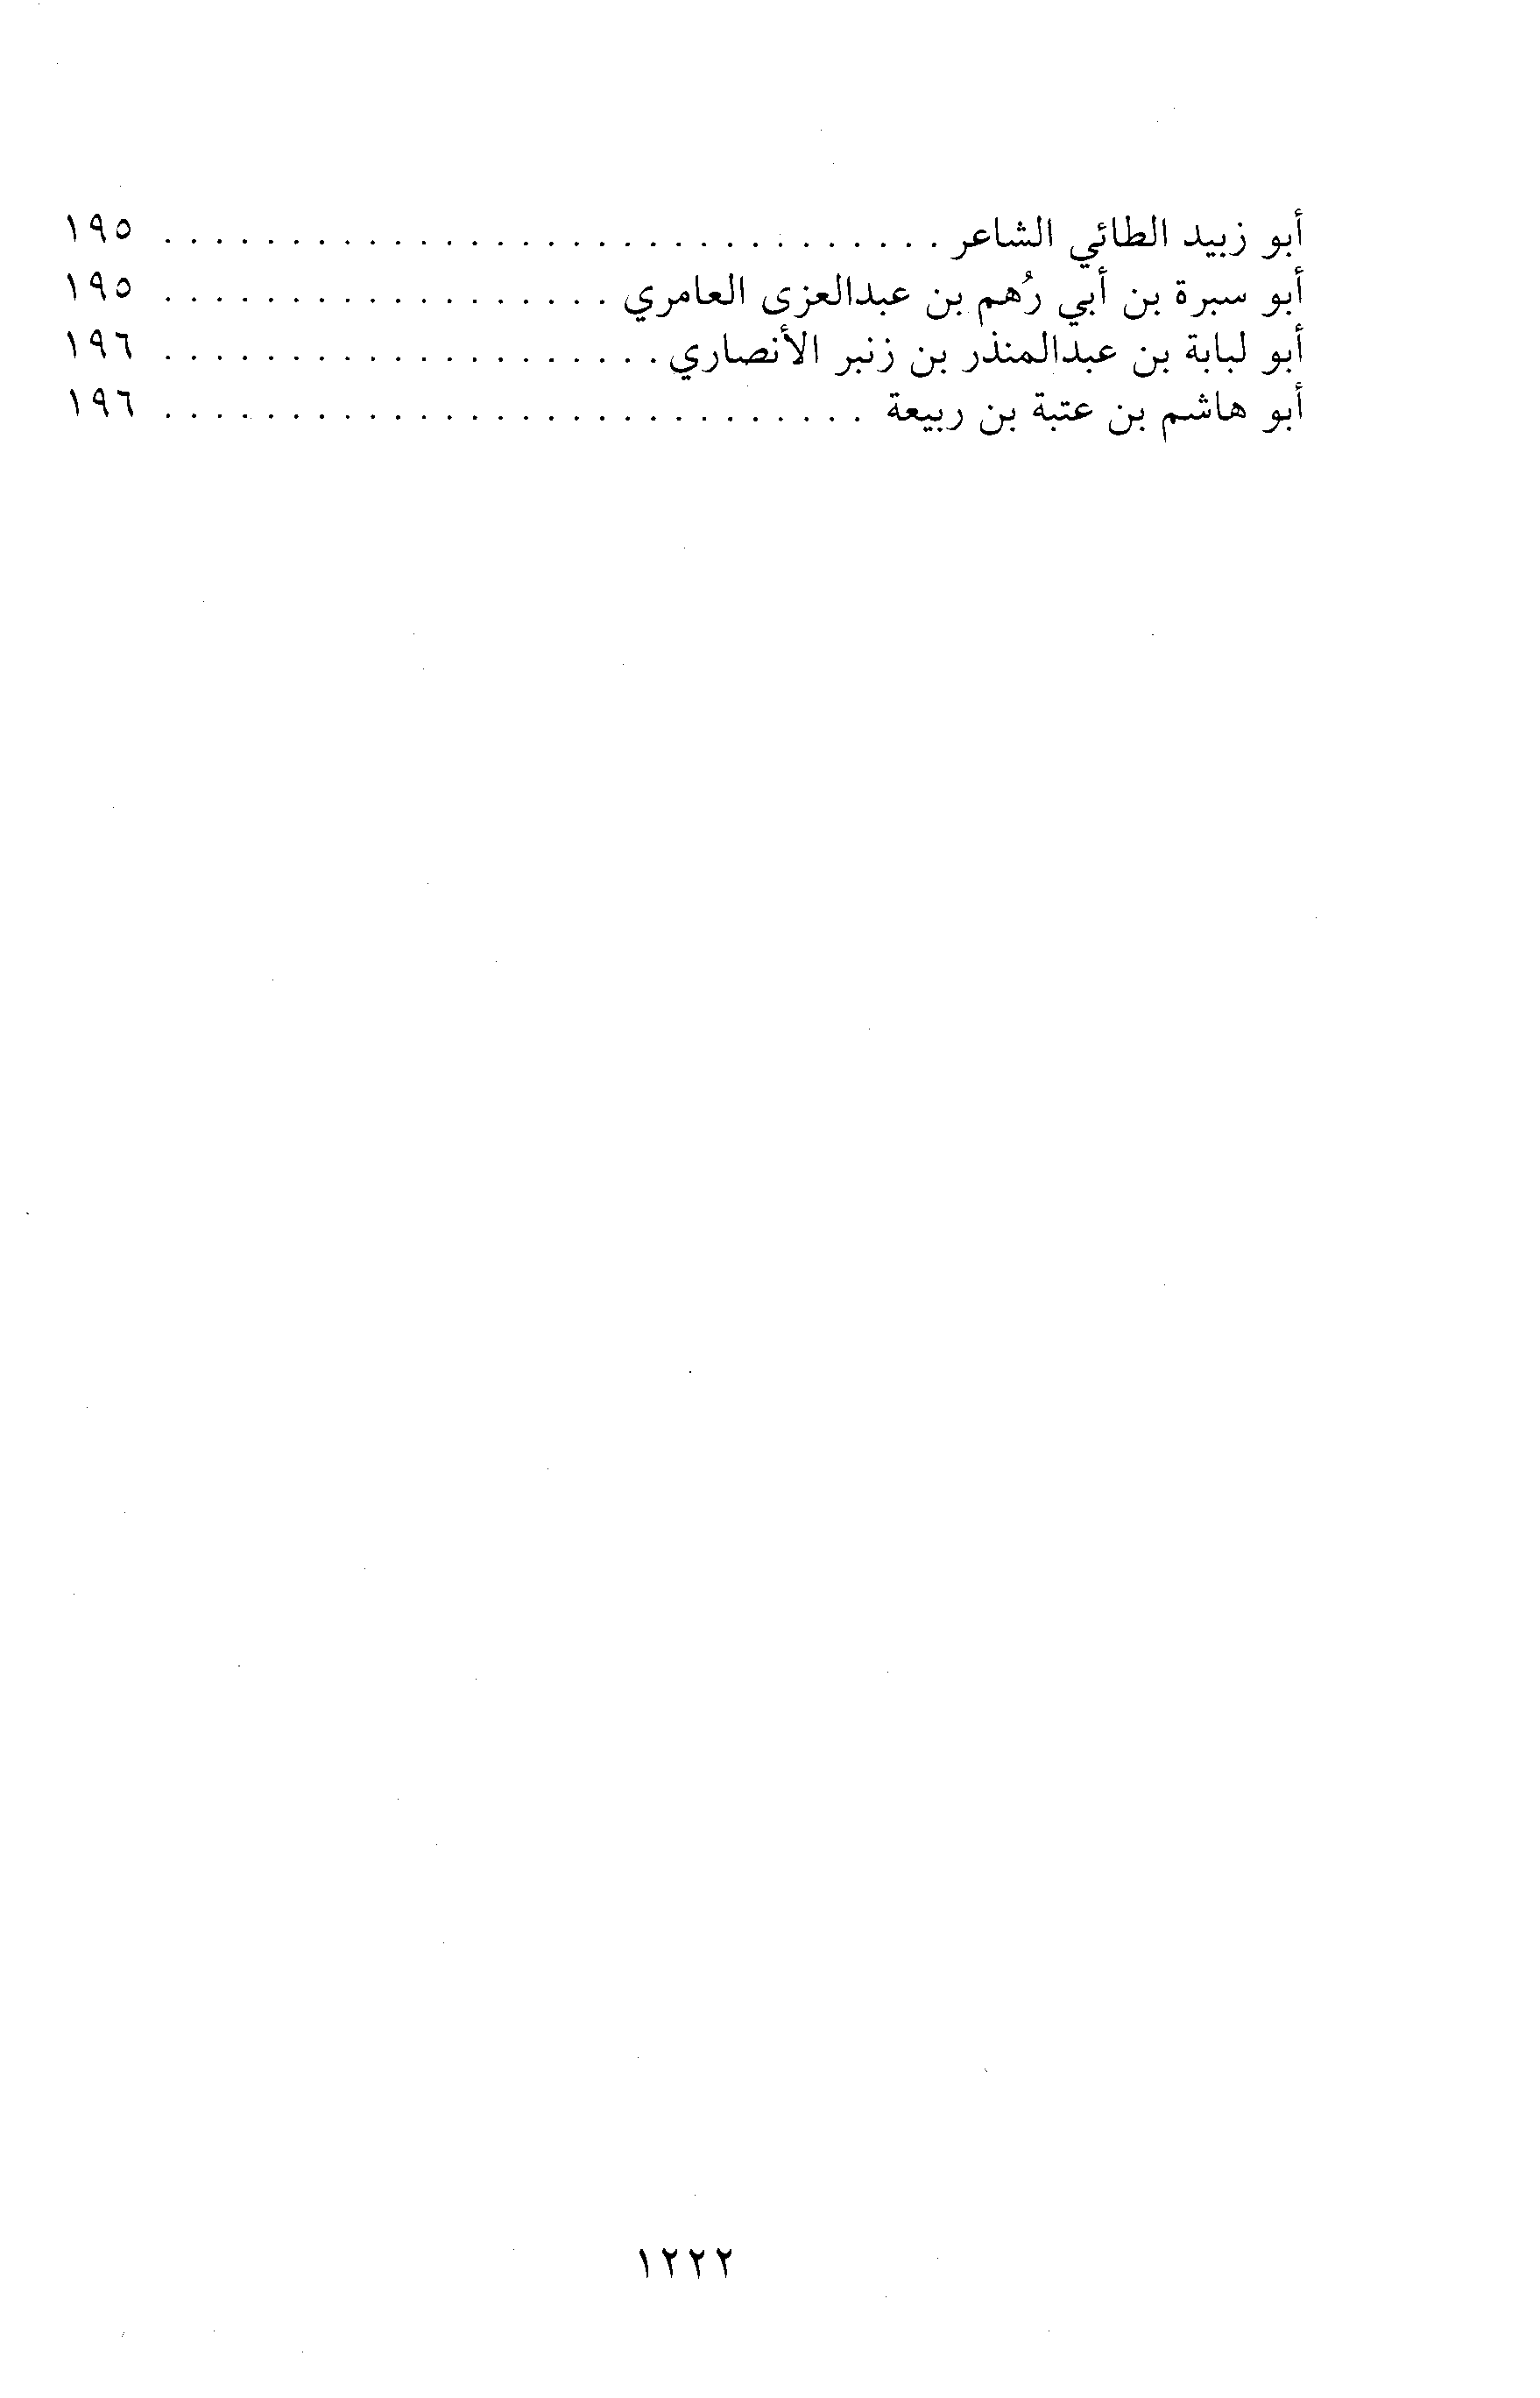 أبو زبيد الطائي الشاعر . . . . . . . . . . . . . . . . . . . . . . . . . . . . . . . ١٩٥
أبو سبرة بن أبي رُهم بن عبدالعزى العامري . . . . . . . . . . . . . . . . . . ١٩٥
أبو لبابة بن عبدالمنذر بن زنبر الأنصاري . . . . . . . . . . . . . . . . . . . . ١٩٦
أبو هاشم بن عتبة بن ربيعة . . . . . . . . . . . . . . . . . . . . . . . . . . . . ١٩٦
١٢٢٢